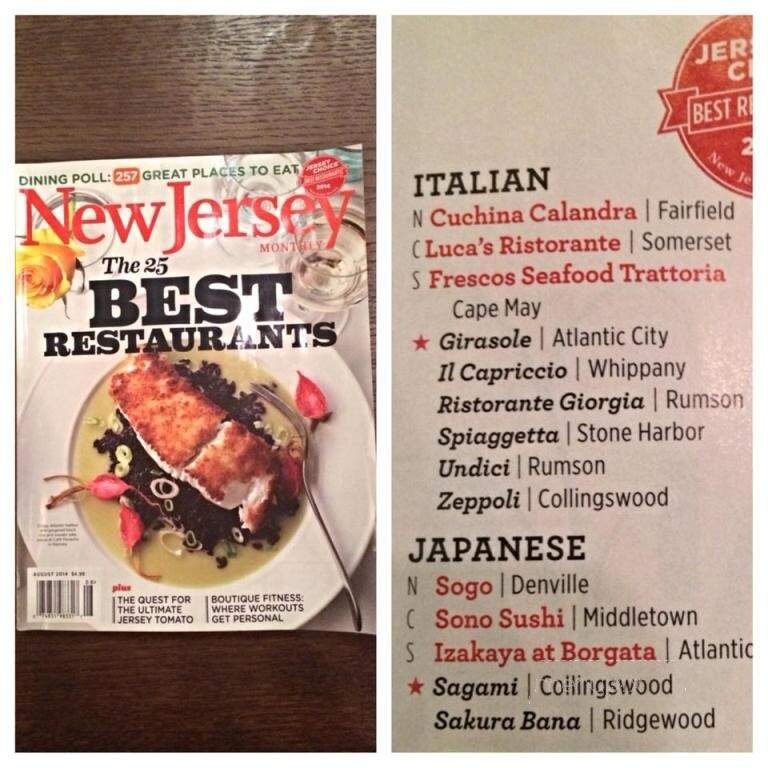 DINING POLL: 257 GREAT PLACES TO EAT
JERSEY
CHOICE
BEST RESTAURANTS
2014
New Jersey
MONTHLY
The 25
BEST
RESTAURANTS
AUGUST 2014 $4.95
plus
THE QUEST FOR
THE ULTIMATE
JERSEY TOMATO
BOUTIQUE FITNESS:
WHERE WORKOUTS
GET PERSONAL
JER
C
BEST R
2
New Je
ITALIAN
N Cuchina Calandra | Fairfield
C Luca's Ristorante | Somerset
S Frescos Seafood Trattoria
Cape May
★ Girasole | Atlantic City
Il Capriccio | Whippany
Ristorante Giorgia | Rumson
Spiaggetta | Stone Harbor
Undici | Rumson
Zeppoli | Collingswood
JAPANESE
N Sogo | Denville
C Sono Sushi | Middletown
S Izakaya at Borgata | Atlantic
★ Sagami | Collingswood
Sakura Bana | Ridgewood